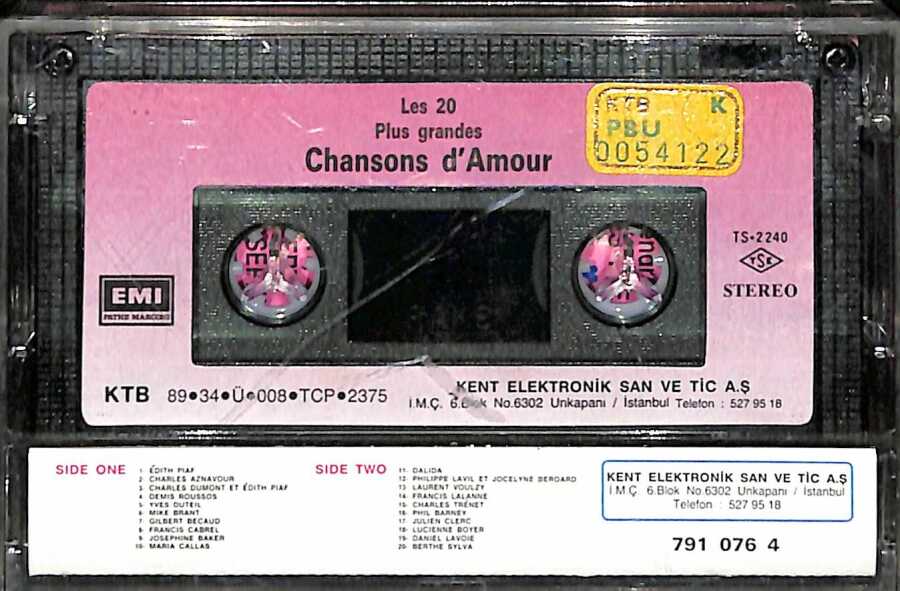 Les 20
Plus grandes
Chansons d'Amour
KTB K
PBU
0054122
TS-2240
TSE
STEREO
EMI
PATHE MARCONI
KTB 89•34•Ü•008•TCP•2375
KENT ELEKTRONİK SAN VE TİC A.Ş
İ.M.Ç. 6.Blok No.6302 Unkapanı / İstanbul Telefon : 527 95 18
SIDE ONE
1 ÉDITH PIAF
2 CHARLES AZNAVOUR
3 CHARLES DUMONT ET ÉDITH PIAF
4 DEMIS ROUSSOS
5 YVES DUTEIL
6 MIKE BRANT
7 GILBERT BECAUD
8 FRANCIS CABREL
9 JOSEPHINE BAKER
10- MARIA CALLAS
SIDE TWO
11- DALIDA
12- PHILIPPE LAVIL ET JOCELYNE BEROARD
13- LAURENT VOULZY
14- FRANCIS LALANNE
15- CHARLES TRENET
16- PHIL BARNEY
17- JULIEN CLERC
18- LUCIENNE BOYER
19- DANIEL LAVOIE
20- BERTHE SYLVA
KENT ELEKTRONİK SAN VE TİC A.Ş
İ.M.Ç. 6.Blok No.6302 Unkapanı / İstanbul
Telefon : 527 95 18
791 076 4